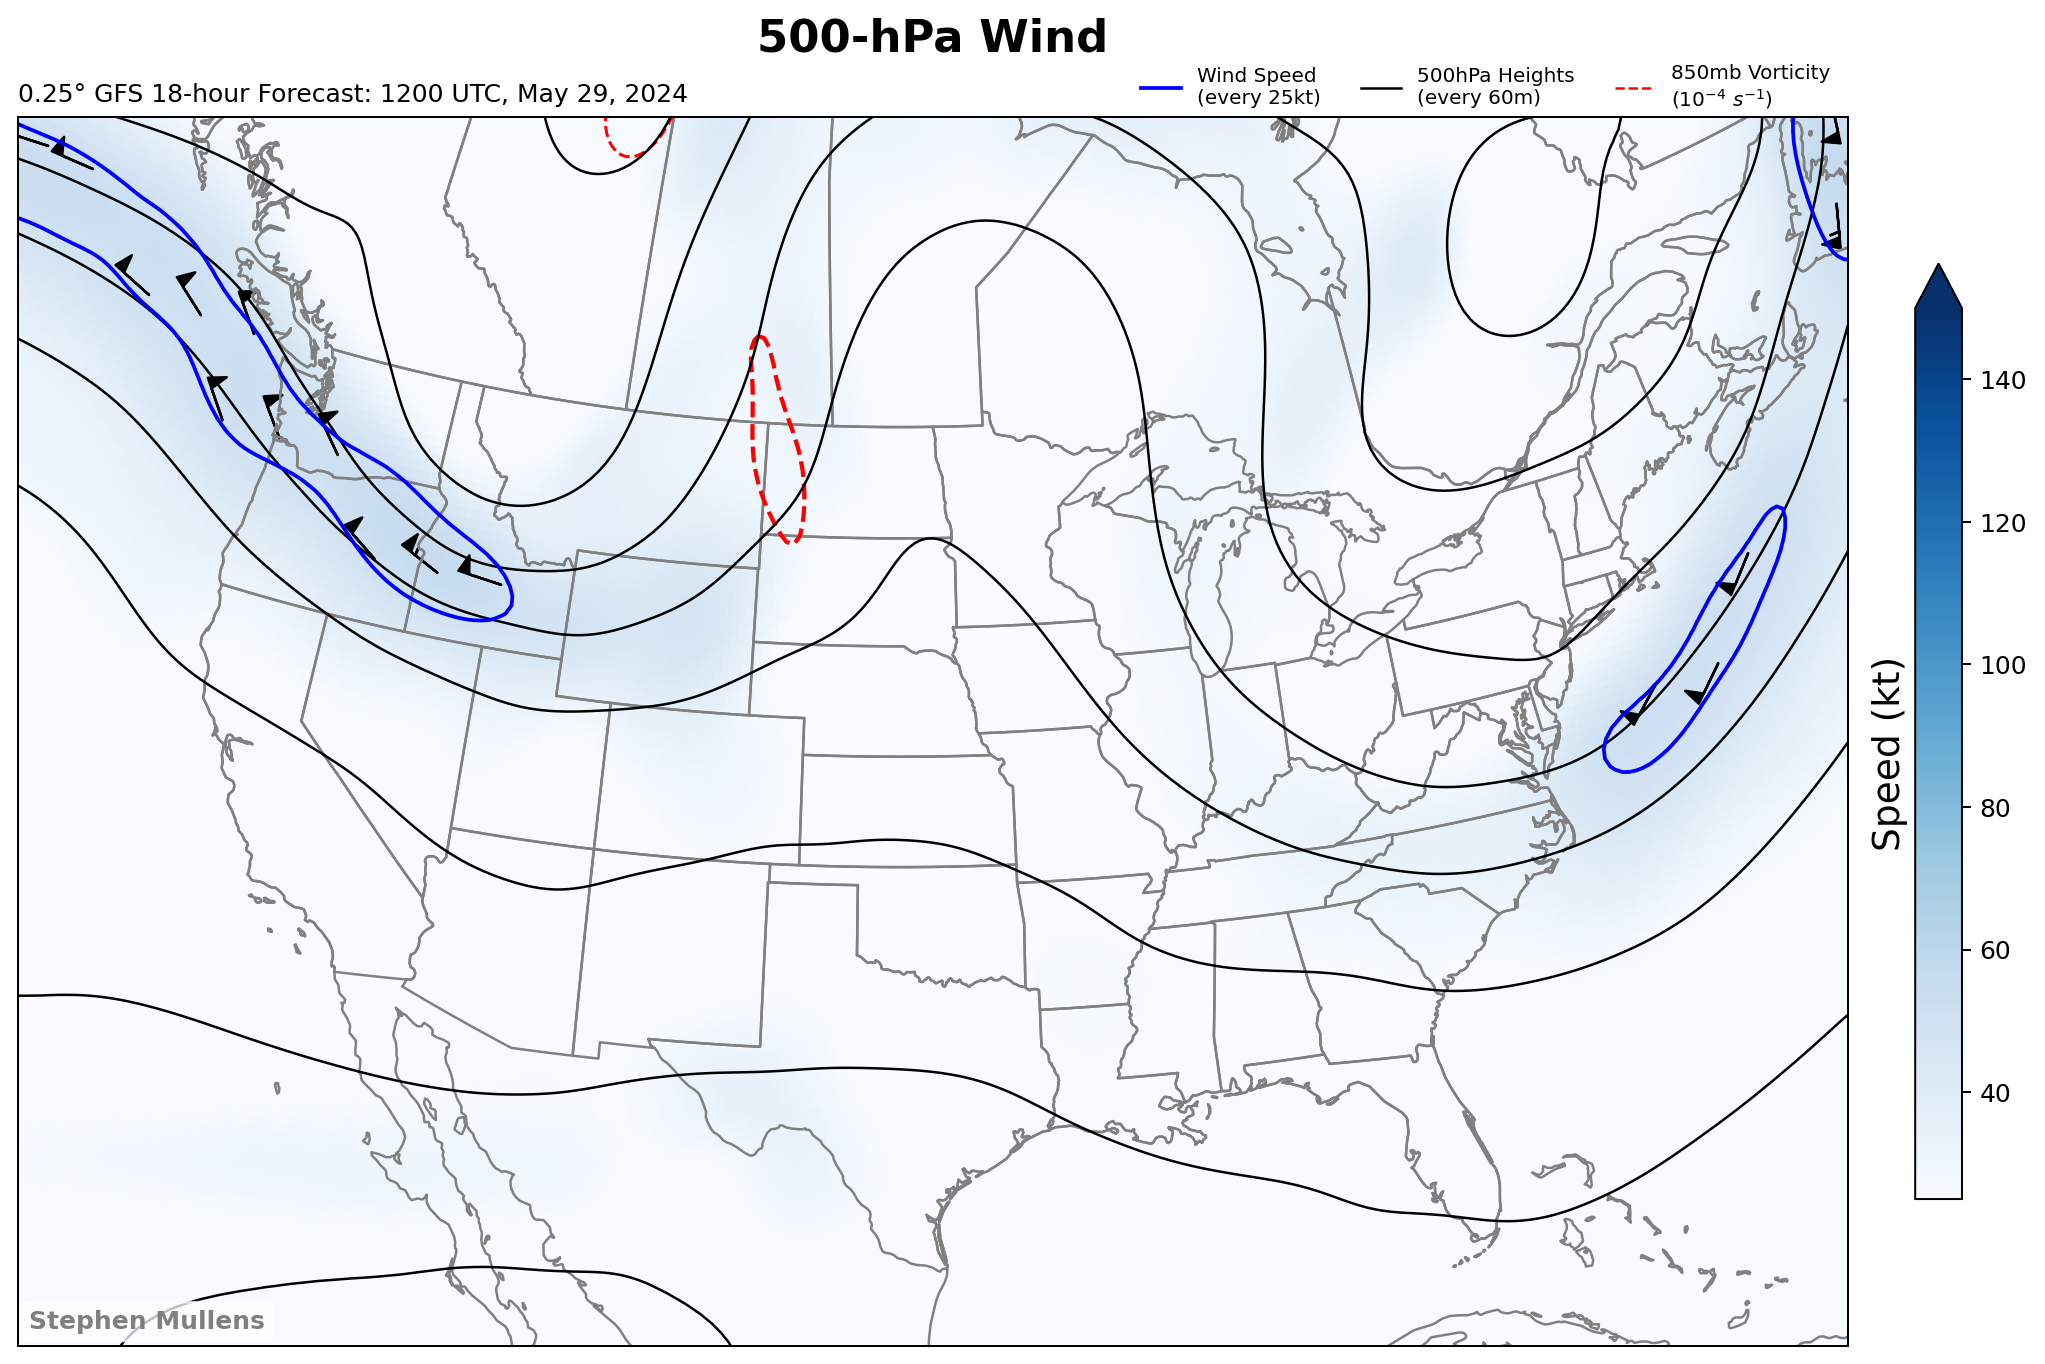 500-hPa Wind
0.25° GFS 18-hour Forecast: 1200 UTC, May 29, 2024
Wind Speed
(every 25kt)
500hPa Heights
(every 60m)
850mb Vorticity
(10⁻⁴ s⁻¹)
140
120
100
80
60
40
Speed (kt)
Stephen Mullens